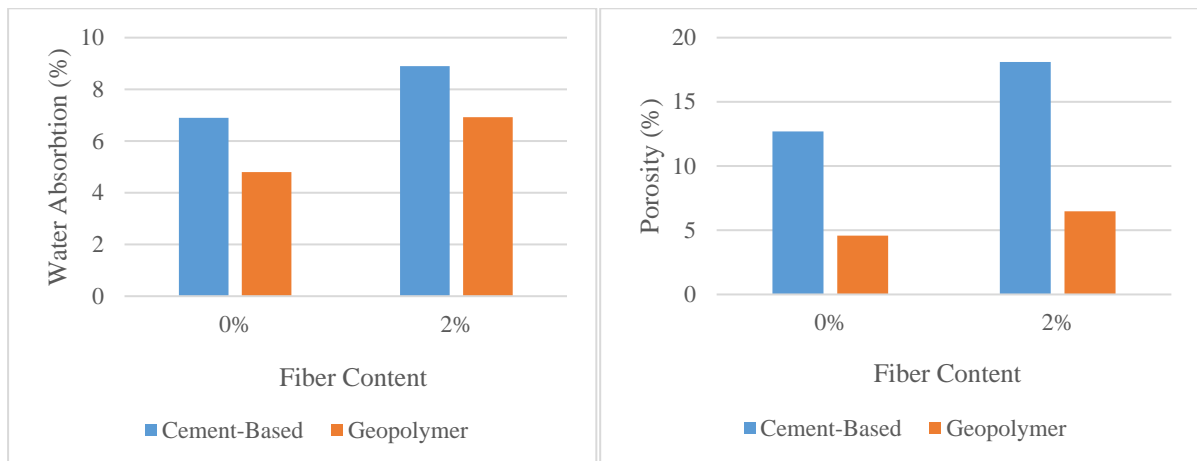 Water Absorbtion (%)
10
8
6
4
2
0
0% 2%
Fiber Content
Cement-Based Geopolymer
Porosity (%)
20
15
10
5
0
0% 2%
Fiber Content
Cement-Based Geopolymer